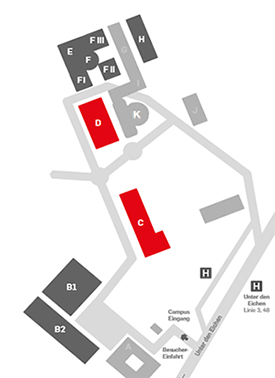 H
F III
G
E
F
F II
F I
I
K
D
J
C
B1
H
H
Unter den
Eichen
Linie 3, 48
Campus
Eingang
B2
Besucher-
Einfahrt
Unter den Eichen
A